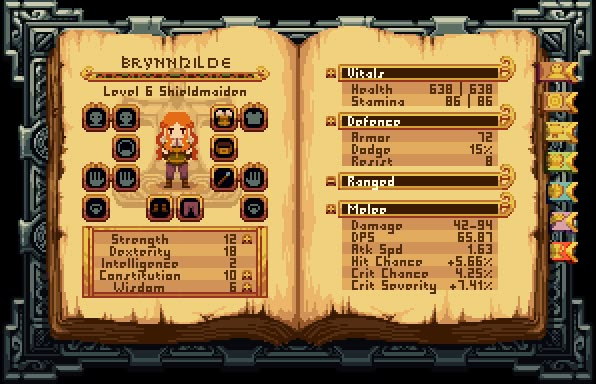 BRYNNHILDE
Level 6 Shieldmaiden
Strength 12
Dexterity 18
Intelligence 2
Constitution 10
Wisdom 6
Vitals
Health 638 | 638
Stamina 86 | 86
Defence
Armor 72
Dodge 15%
Resist 8
Ranged
Melee
Damage 42-94
DPS 65.87
Atk Spd 1.63
Hit Chance +5.66%
Crit Chance 4.25%
Crit Severity +7.41%